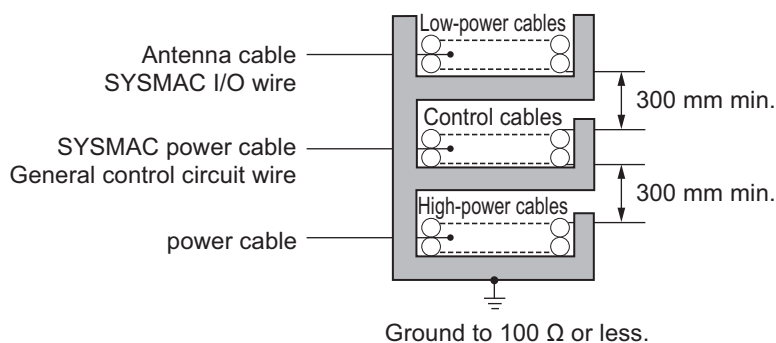 Low-power cables
Antenna cable
SYSMAC I/O wire
300 mm min.
Control cables
SYSMAC power cable
General control circuit wire
300 mm min.
High-power cables
power cable
Ground to 100 Ω or less.